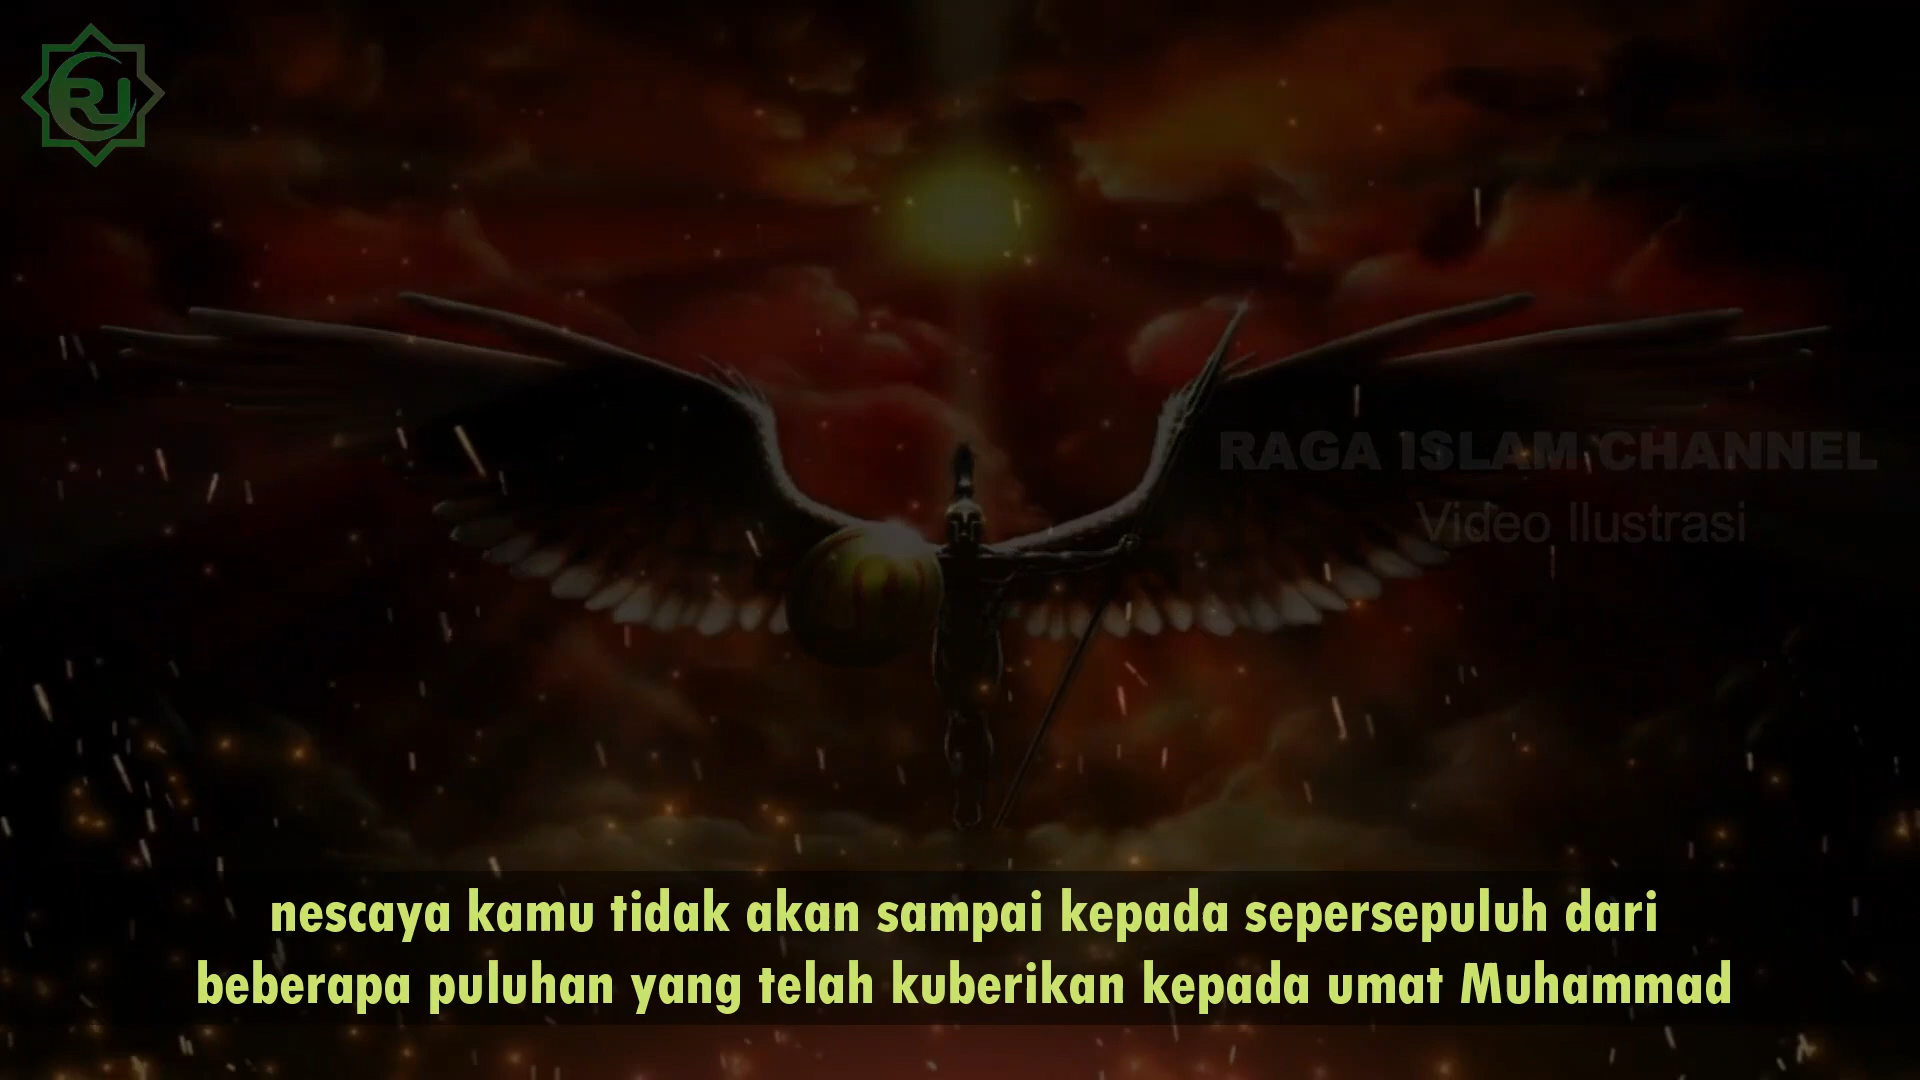 RI
RAGA ISLAM CHANNEL
Video Ilustrasi
nescaya kamu tidak akan sampai kepada sepersepuluh dari
beberapa puluhan yang telah kuberikan kepada umat Muhammad